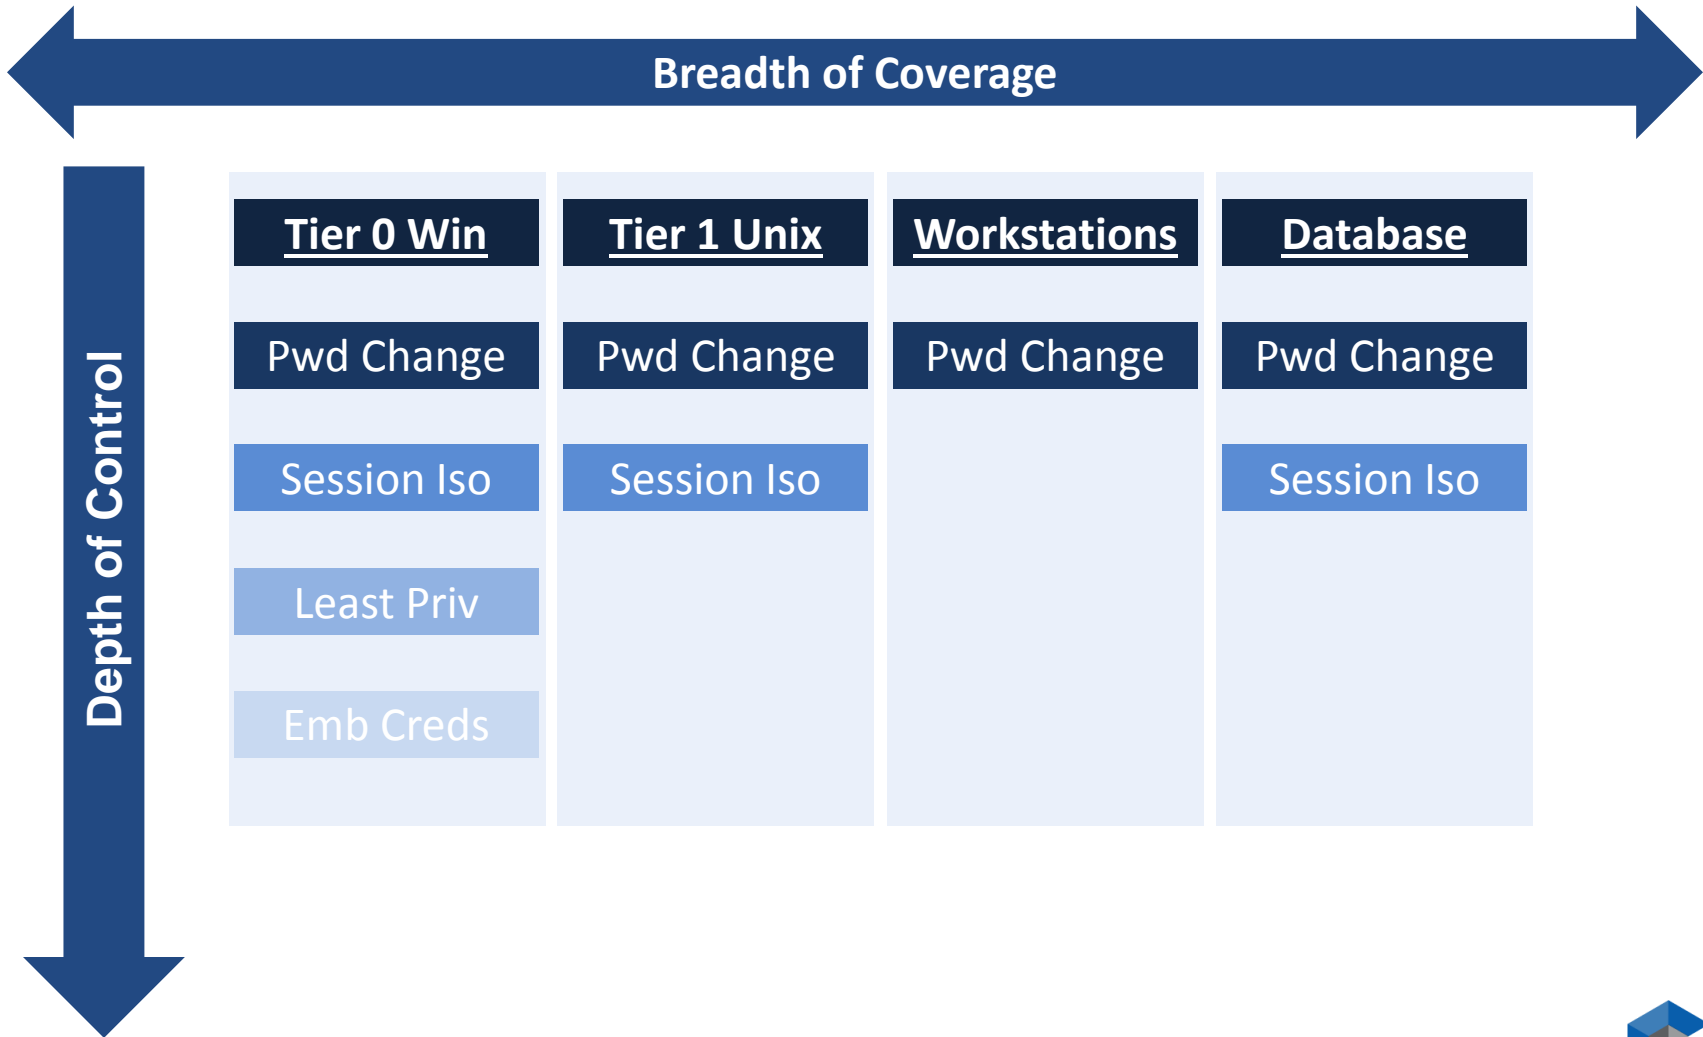 Breadth of Coverage
Depth of Control
Tier 0 Win
Tier 1 Unix
Workstations
Database
Pwd Change
Pwd Change
Pwd Change
Pwd Change
Session Iso
Session Iso
Session Iso
Least Priv
Emb Creds